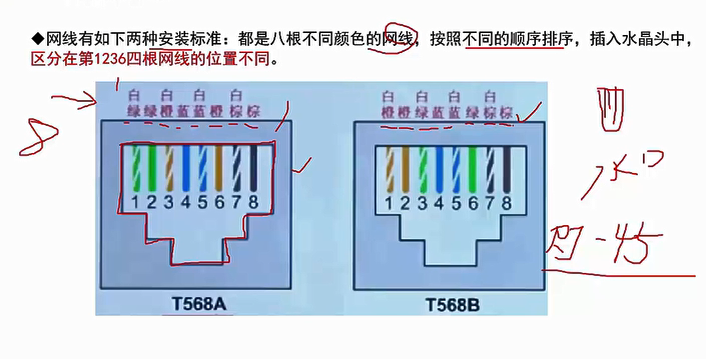 ◆网线有如下两种安装标准：都是八根不同颜色的网线，按照不同的顺序排序，插入水晶头中，
区分在第1236四根网线的位置不同。
白 白 白 白
绿绿橙蓝蓝橙棕棕
白 白 白 白
橙橙绿蓝蓝绿棕棕
8
1 2 3 4 5 6 7 8
1 2 3 4 5 6 7 8
RJ-45
T568A
T568B